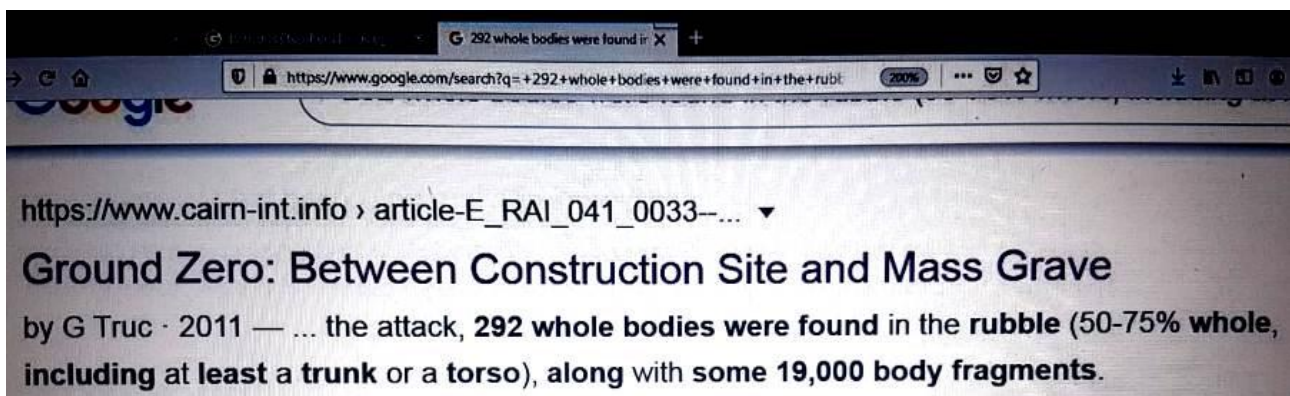 G 292 whole bodies were found ir X +
https://www.google.com/search?q=+292+whole+bodies+were+found+in+the+rubl 200% ...
Google
https://www.cairn-int.info › article-E_RAI_041_0033--... ▼
Ground Zero: Between Construction Site and Mass Grave
by G Truc · 2011 — ... the attack, 292 whole bodies were found in the rubble (50-75% whole,
including at least a trunk or a torso), along with some 19,000 body fragments.